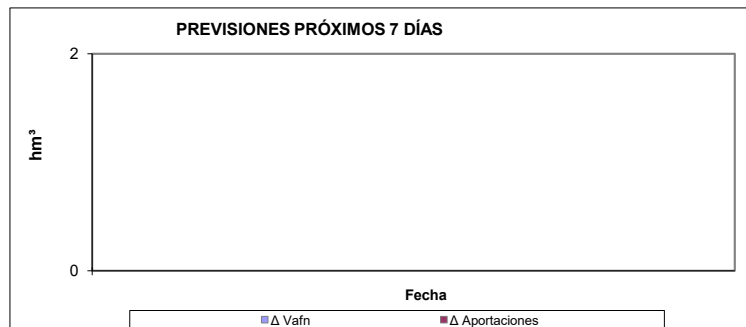 PREVISIONES PRÓXIMOS 7 DÍAS
2
hm³
0
Fecha
Δ Vafn Δ Aportaciones